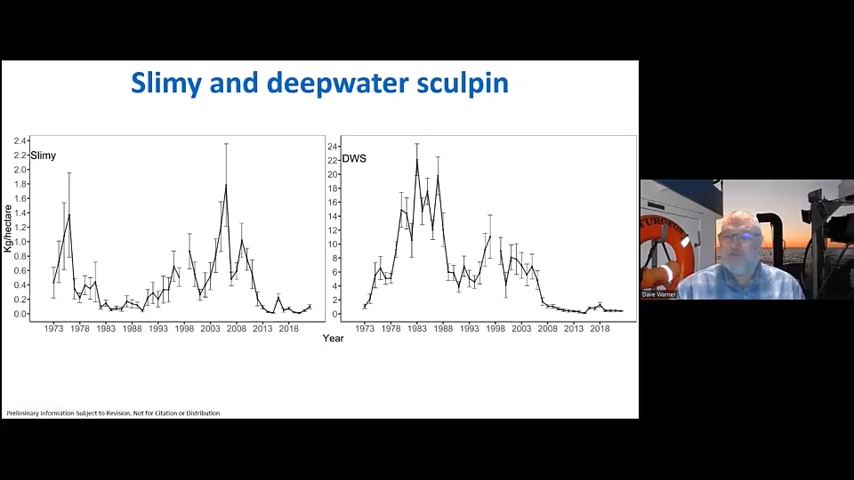 Slimy and deepwater sculpin
2.4
2.2
2.0
1.8
1.6
1.4
1.2
1.0
0.8
0.6
0.4
0.2
0.0
Slimy
Kg/hectare
1973 1978 1983 1988 1993 1998 2003 2008 2013 2018
24
22
20
18
16
14
12
10
8
6
4
2
0
DWS
1973 1978 1983 1988 1993 1998 2003 2008 2013 2018
Year
Preliminary Information-Subject to Revision. Not for Citation or Distribution
STURGEON
Dave Warner